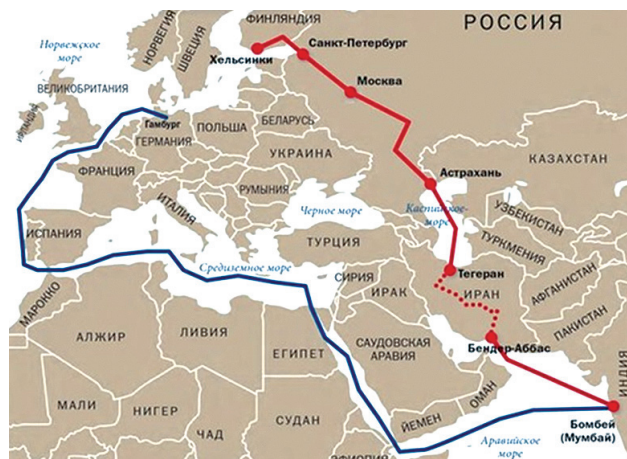 ФИНЛЯНДИЯ
РОССИЯ
Норвежское
море
НОРВЕГИЯ
ШВЕЦИЯ
Санкт-Петербург
Хельсинки
Москва
ВЕЛИКОБРИТАНИЯ
ИРЛАНДИЯ
Гамбург
ПОЛЬША
БЕЛАРУСЬ
ГЕРМАНИЯ
УКРАИНА
КАЗАХСТАН
ФРАНЦИЯ
Астрахань
РУМЫНИЯ
ИТАЛИЯ
Черное море
Каспийское
море
УЗБЕКИСТАН
ИСПАНИЯ
ТУРЦИЯ
ТУРКМЕНИЯ
Средиземное море
Тегеран
СИРИЯ
ИРАК
ИРАН
АФГАНИСТАН
МАРОККО
ПАКИСТАН
АЛЖИР
ЛИВИЯ
ЕГИПЕТ
САУДОВСКАЯ
АРАВИЯ
Бендер-Аббас
ИНДИЯ
ОМАН
МАЛИ
НИГЕР
ЧАД
СУДАН
ЙЕМЕН
Бомбей
(Мумбай)
Аравийское море
ЭФИОПИЯ